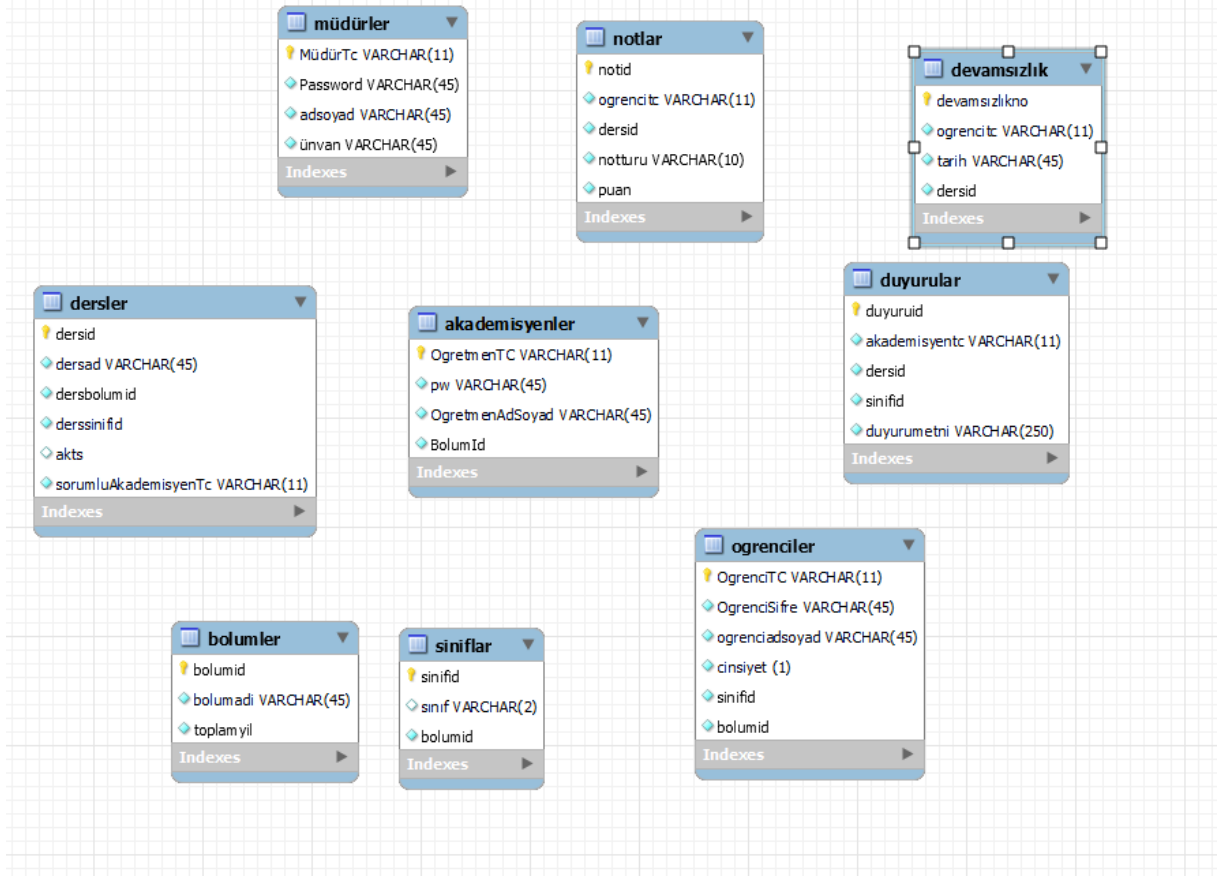 müdürler
MüdürTc VARCHAR(11)
Password VARCHAR(45)
adsoyad VARCHAR(45)
ünvan VARCHAR(45)
Indexes
notlar
notid
ogrencitc VARCHAR(11)
dersid
notturu VARCHAR(10)
puan
Indexes
devamsızlık
devamsızlıkno
ogrencitc VARCHAR(11)
tarih VARCHAR(45)
dersid
Indexes
dersler
dersid
dersad VARCHAR(45)
dersbolumid
derssinifid
akts
sorumluAkademisyenTc VARCHAR(11)
Indexes
akademisyenler
OgretmenTC VARCHAR(11)
pw VARCHAR(45)
OgretmenAdSoyad VARCHAR(45)
BolumId
Indexes
duyurular
duyuruid
akademisyentc VARCHAR(11)
dersid
sinifid
duyurumetni VARCHAR(250)
Indexes
bolumler
bolumid
bolumadi VARCHAR(45)
toplamyil
Indexes
siniflar
sinifid
sınıf VARCHAR(2)
bolumid
Indexes
ogrenciler
OgrenciTC VARCHAR(11)
OgrenciSifre VARCHAR(45)
ogrenciadsoyad VARCHAR(45)
cinsiyet (1)
sinifid
bolumid
Indexes